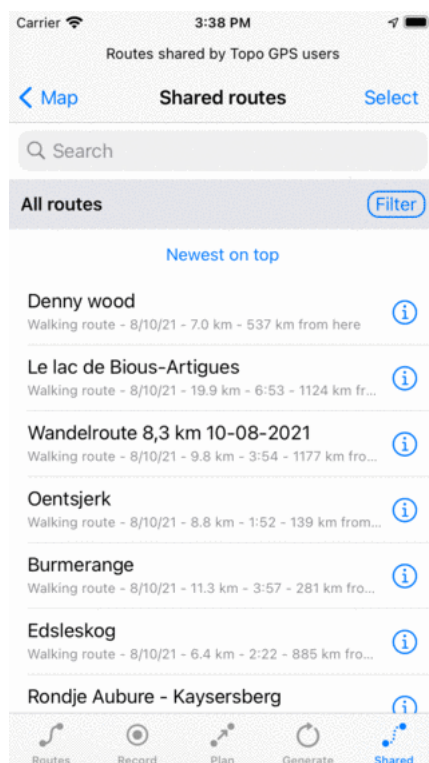 Carrier 3:38 PM
Routes shared by Topo GPS users
Map Shared routes Select
Search
All routes Filter
Newest on top
Denny wood
Walking route - 8/10/21 - 7.0 km - 537 km from here
Le lac de Bious-Artigues
Walking route - 8/10/21 - 19.9 km - 6:53 - 1124 km fr...
Wandelroute 8,3 km 10-08-2021
Walking route - 8/10/21 - 9.8 km - 3:54 - 1177 km fro...
Oentsjerk
Walking route - 8/10/21 - 8.8 km - 1:52 - 139 km from...
Burmerange
Walking route - 8/10/21 - 11.3 km - 3:57 - 281 km fro...
Edsleskog
Walking route - 8/10/21 - 6.4 km - 2:22 - 885 km fro...
Rondje Aubure - Kaysersberg
Routes Record Plan Generate Shared